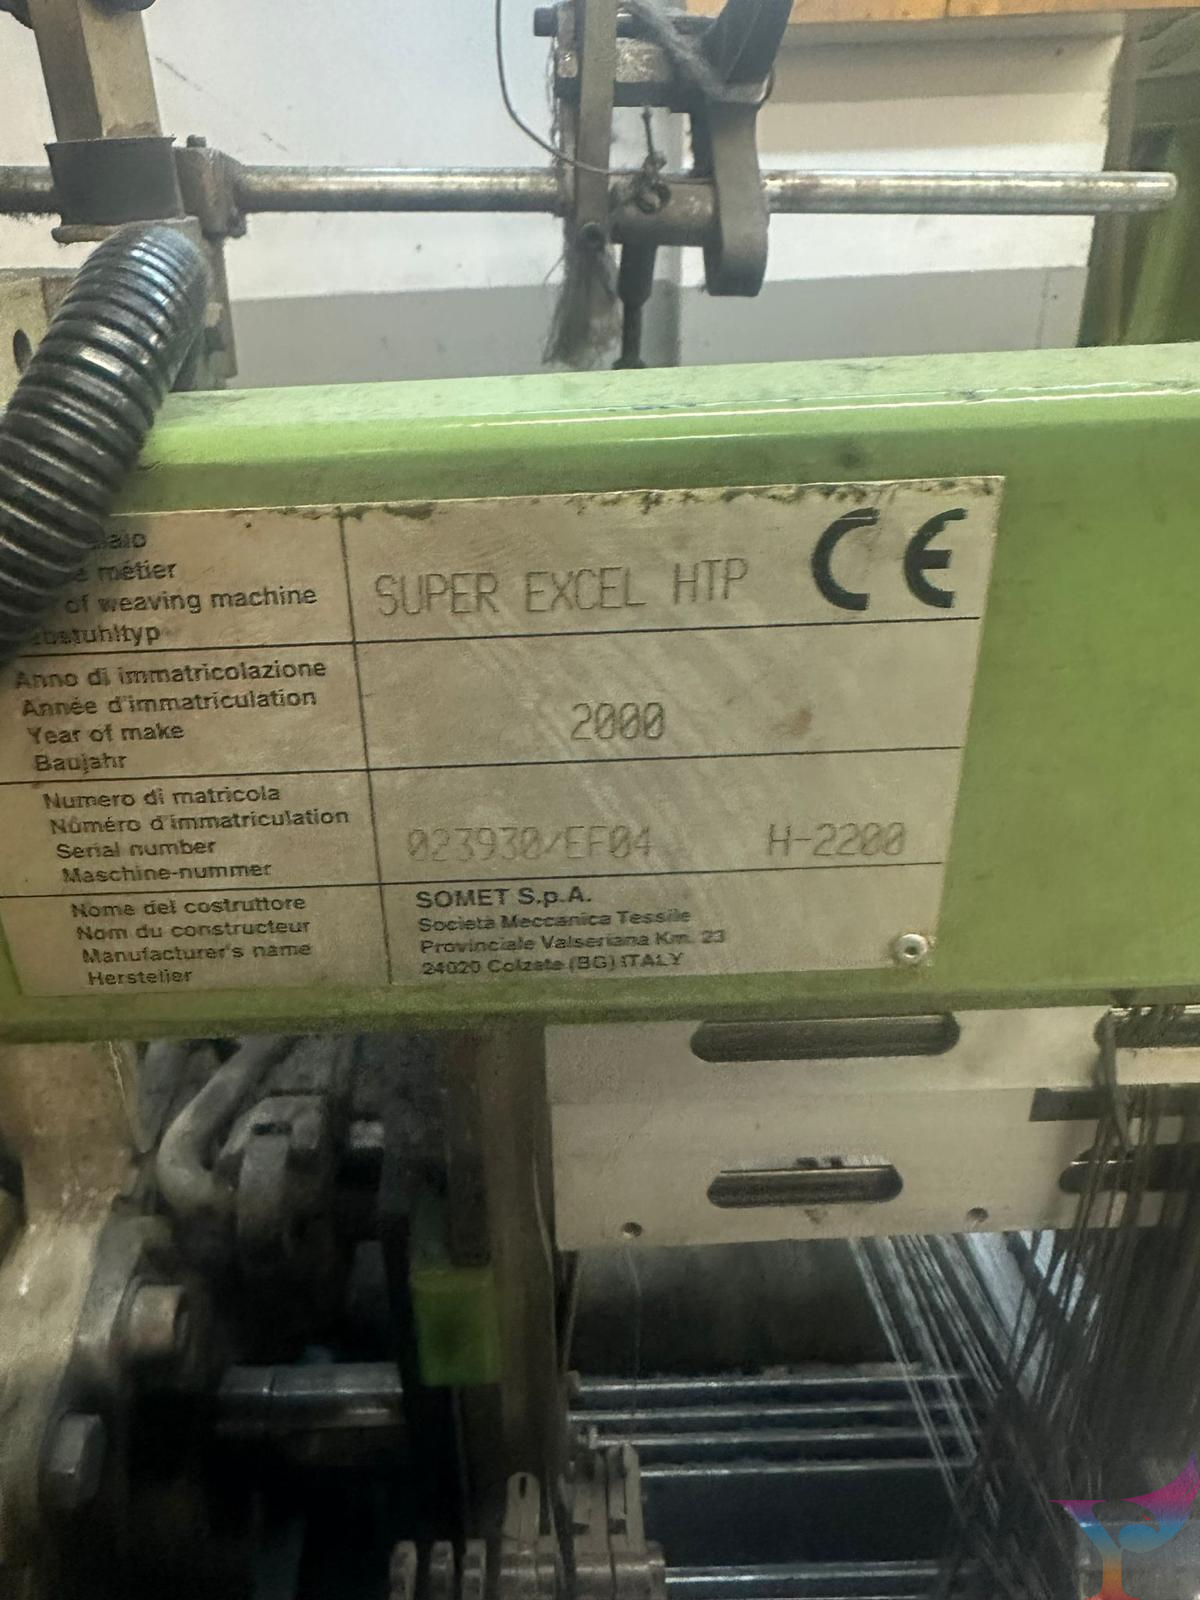 métier
SUPER EXCEL HTP CE
of weaving machine
Anno di immatricolazione
Année d'immatriculation
2000
Year of make
Baujahr
Numero di matricola
Numéro d'immatriculation
023930/EF04 H-2200
Serial number
Maschine-nummer
Nome del costruttore
SOMET S.p.A.
Nom du constructeur
Società Meccanica Tessile
Manufacturer's name
Provinciale Valseriana Km. 23
Hersteller
24020 Colzate (BG) ITALY